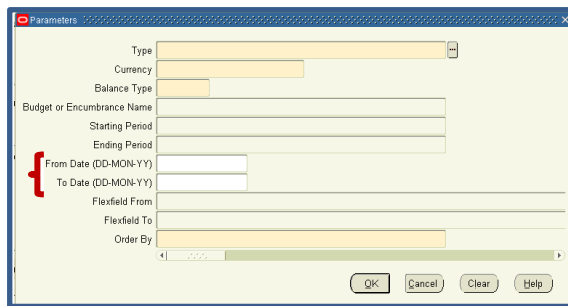 Parameters
Type
Currency
Balance Type
Budget or Encumbrance Name
Starting Period
Ending Period
From Date (DD-MON-YY)
To Date (DD-MON-YY)
Flexfield From
Flexfield To
Order By
OK Cancel Clear Help